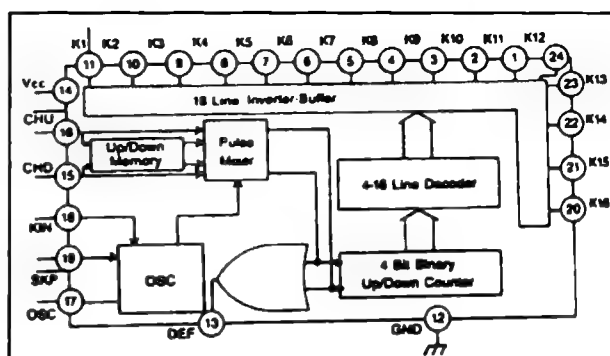 K1 K2 K3 K4 K5 K6 K7 K8 K9 K10 K11 K12
11 10 9 8 7 6 5 4 3 2 1 24
Vcc 14
23 K13
16 Line Inverter-Buffer
CHU 16
22 K14
Up/Down
Memory
Pulse
Mixer
CHD 15
4-16 Line Decoder
21 K15
20 K16
KIN 18
19
SKP
OSC
4 Bit Binary
Up/Down Counter
OSC 17
DEF 13
GND 12